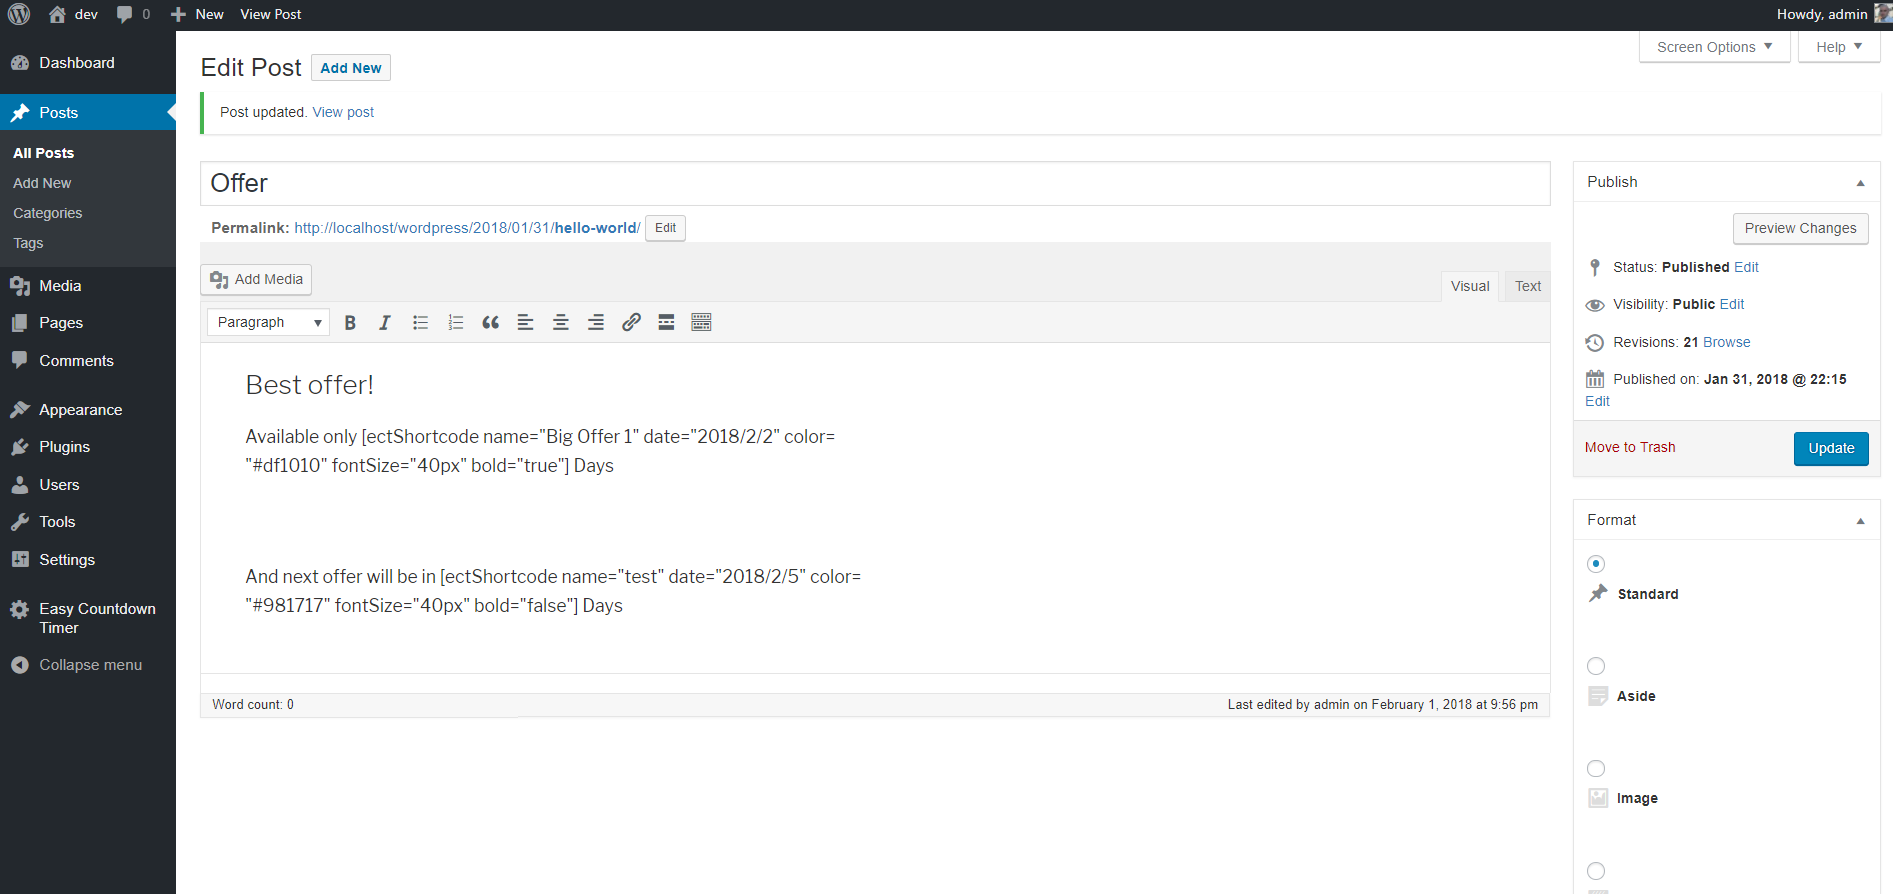 dev 0 New View Post Howdy, admin
Screen Options Help
Dashboard
Posts
All Posts
Add New
Categories
Tags
Media
Pages
Comments
Appearance
Plugins
Users
Tools
Settings
Easy Countdown
Timer
Collapse menu
Edit Post Add New
Post updated. View post
Offer
Permalink: http://localhost/wordpress/2018/01/31/hello-world/ Edit
Add Media
Visual Text
Paragraph B I
Best offer!
Available only [ectShortcode name="Big Offer 1" date="2018/2/2" color=
"#df1010" fontSize="40px" bold="true"] Days
And next offer will be in [ectShortcode name="test" date="2018/2/5" color=
"#981717" fontSize="40px" bold="false"] Days
Word count: 0 Last edited by admin on February 1, 2018 at 9:56 pm
Publish
Preview Changes
Status: Published Edit
Visibility: Public Edit
Revisions: 21 Browse
Published on: Jan 31, 2018 @ 22:15
Edit
Move to Trash Update
Format
Standard
Aside
Image